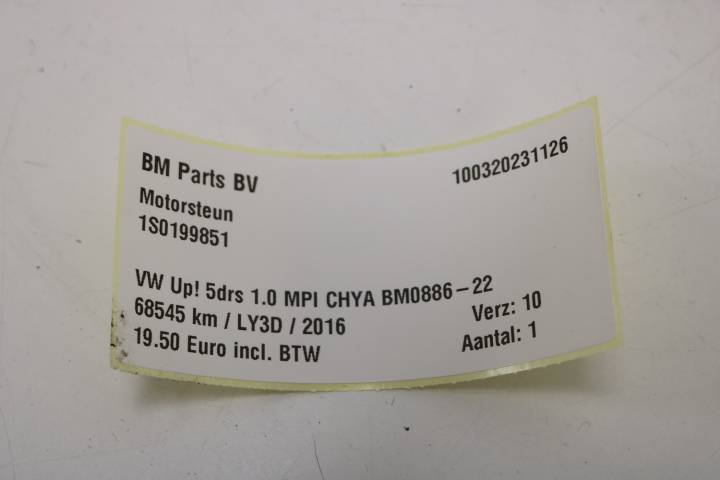 BM Parts BV 100320231126
Motorsteun
1S0199851
VW Up! 5drs 1.0 MPI CHYA BM0886-22
68545 km / LY3D / 2016 Verz: 10
19.50 Euro incl. BTW Aantal: 1